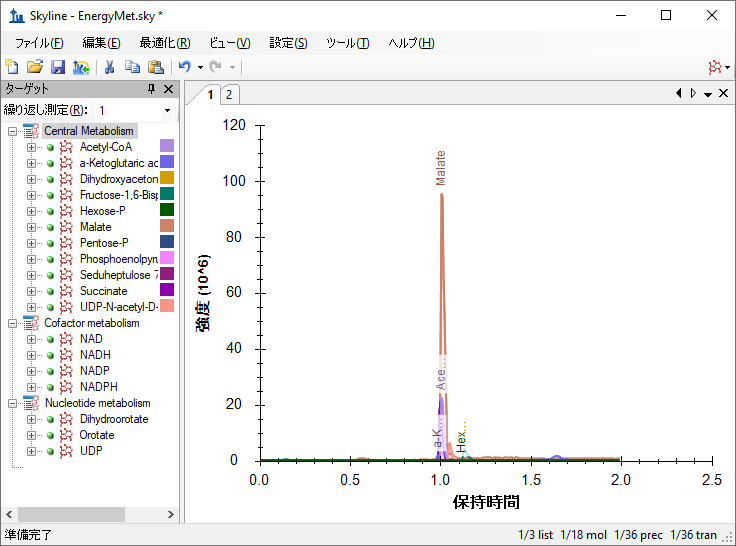 Skyline - EnergyMet.sky *
ファイル(F) 編集(E) 最適化(R) ビュー(V) 設定(S) ツール(T) ヘルプ(H)
ターゲット
繰り返し測定(R): 1
Central Metabolism
Acetyl-CoA
a-Ketoglutaric ac
Dihydroxyaceton
Fructose-1,6-Bisp
Hexose-P
Malate
Pentose-P
Phosphoenolpyru
Seduheptulose 7
Succinate
UDP-N-acetyl-D-
Cofactor metabolism
NAD
NADH
NADP
NADPH
Nucleotide metabolism
Dihydroorotate
Orotate
UDP
1 2
120
100
80
60
40
20
0
強度 (10^6)
Malate
Ace...
a-K...
Hex...
0.0 0.5 1.0 1.5 2.0 2.5
保持時間
準備完了
1/3 list 1/18 mol 1/36 prec 1/36 tran